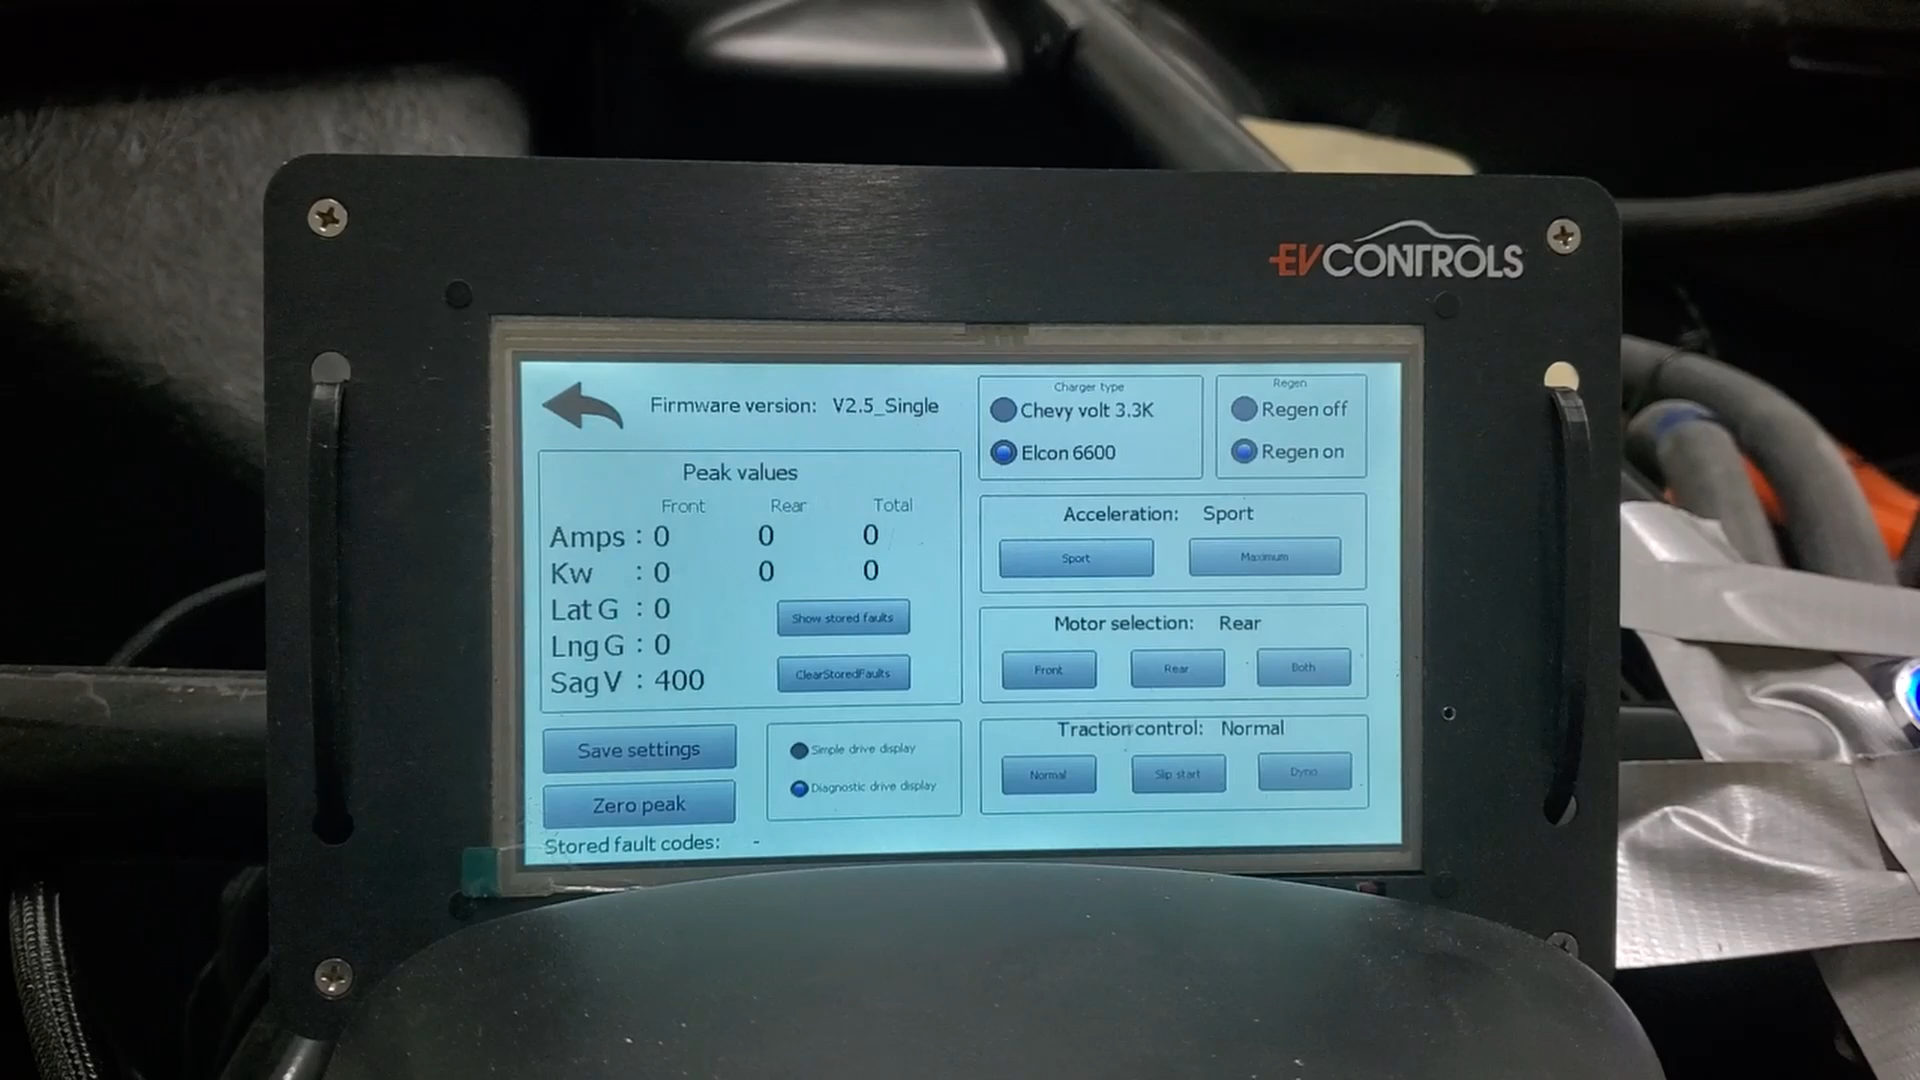 EVCONTROLS
Firmware version: V2.5_Single
Peak values
Front Rear Total
Amps : 0 0 0
Kw : 0 0 0
Lat G : 0
Lng G : 0
Sag V : 400
Show stored faults
ClearStoredFaults
Save settings
Zero peak
Simple drive display
Diagnostic drive display
Stored fault codes: -
Charger type
Chevy volt 3.3K
Elcon 6600
Regen
Regen off
Regen on
Acceleration: Sport
Sport Maximum
Motor selection: Rear
Front Rear Both
Traction control: Normal
Normal Slip start Dyno